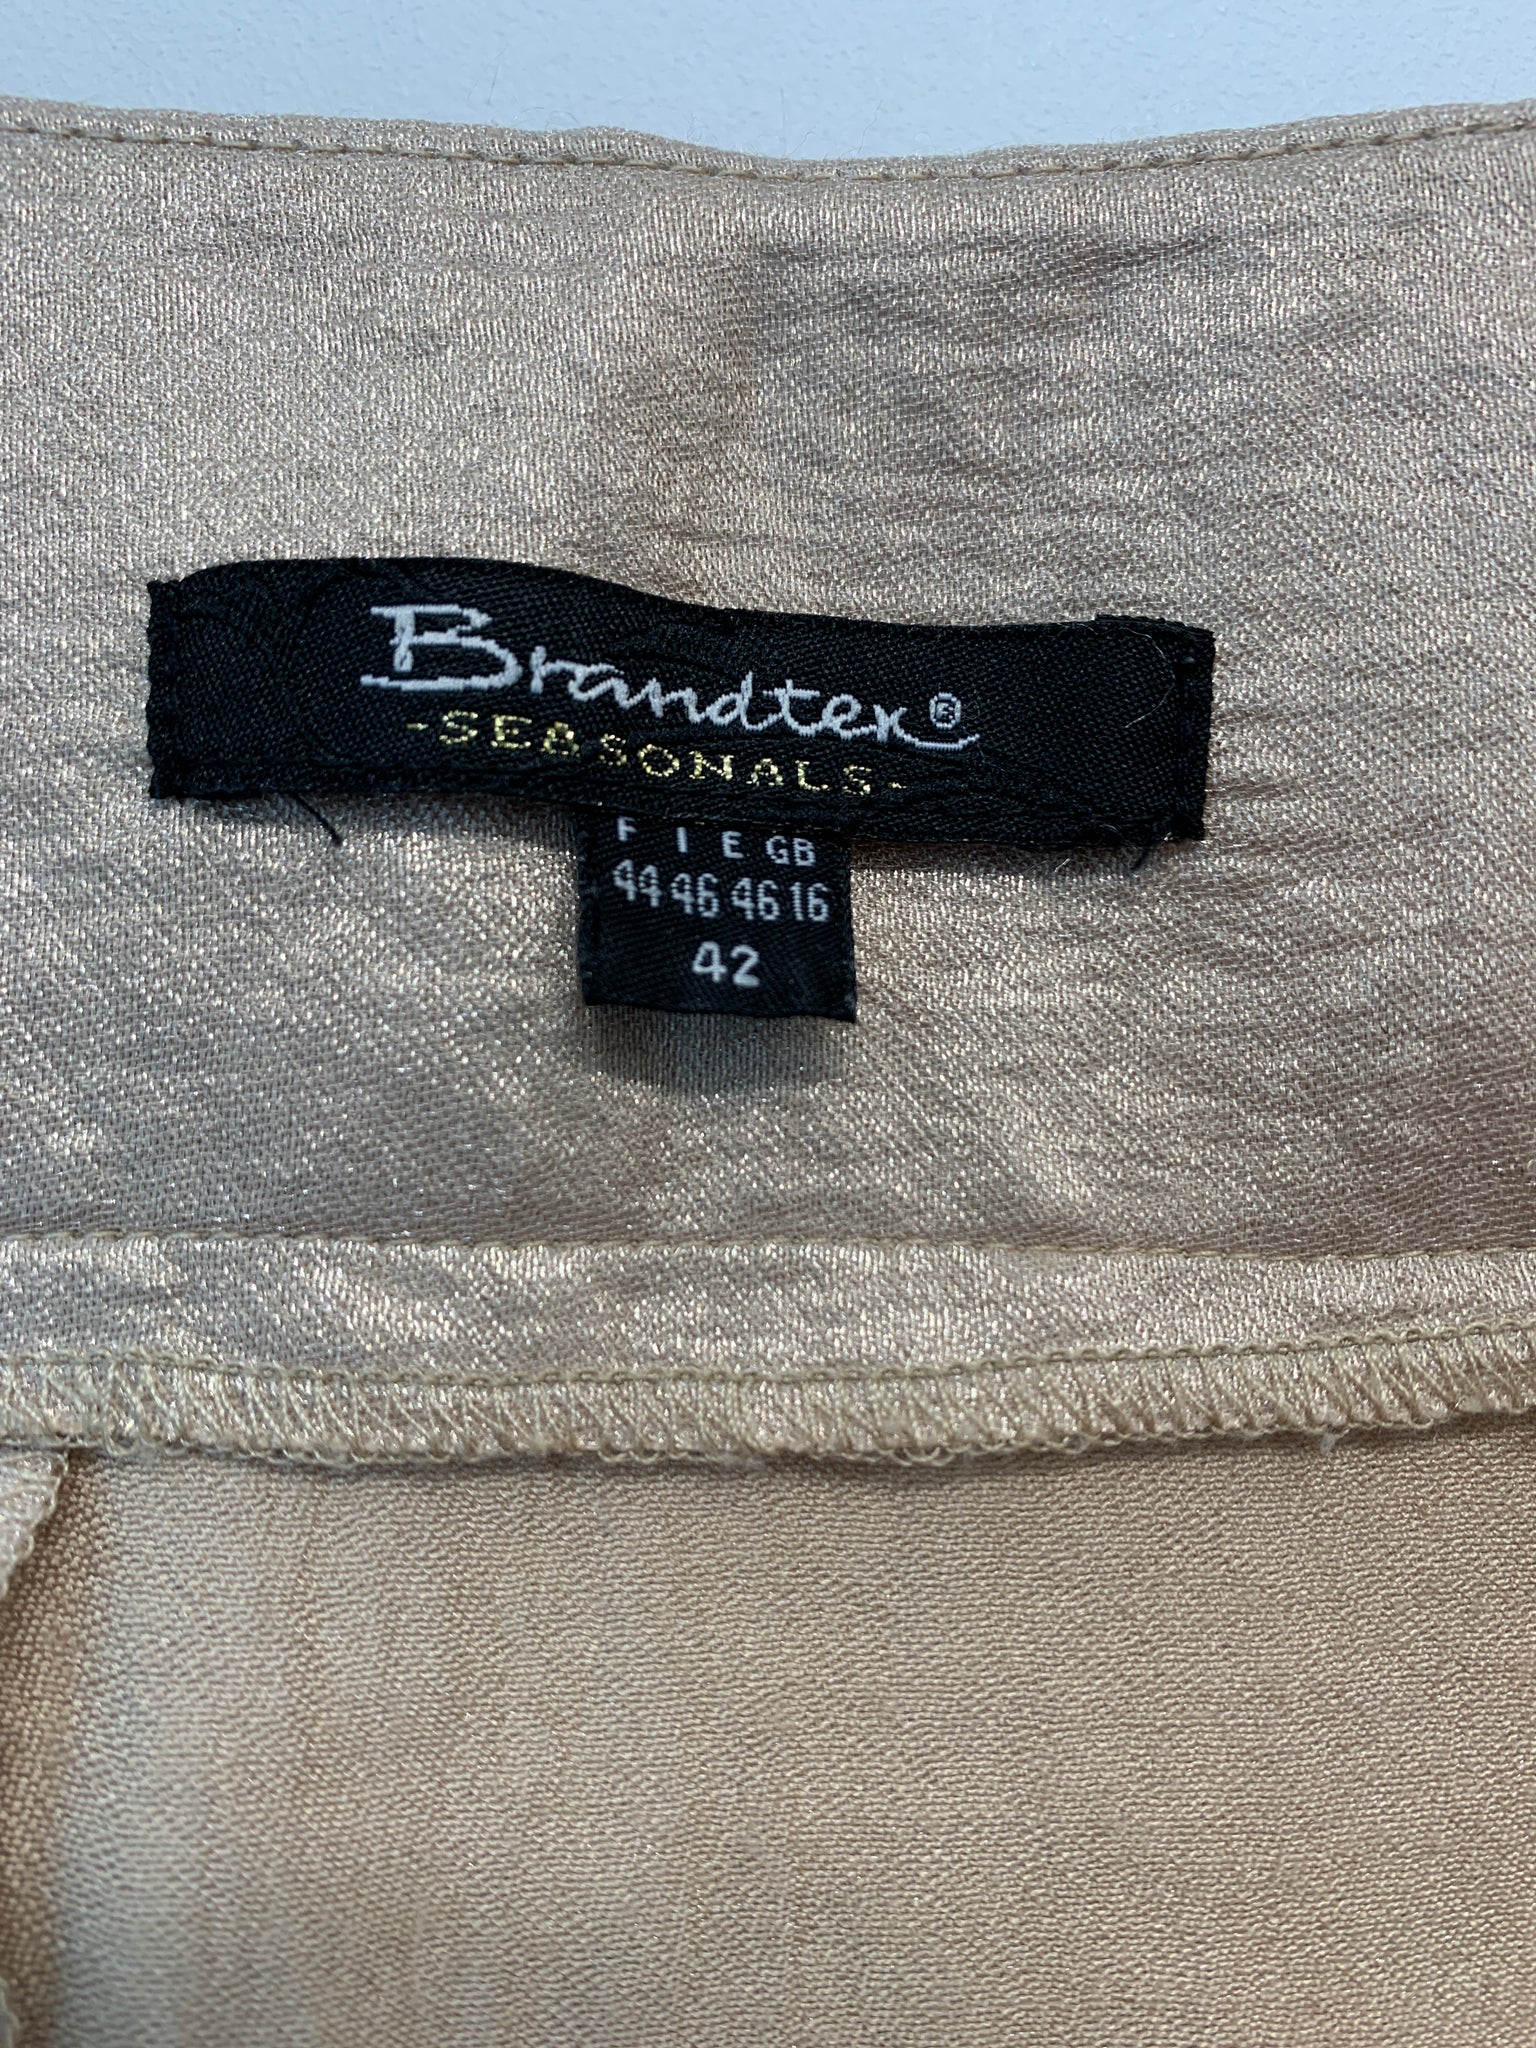 Brandtex®
-SEASONALS-
F I E GB
44 46 46 16
42